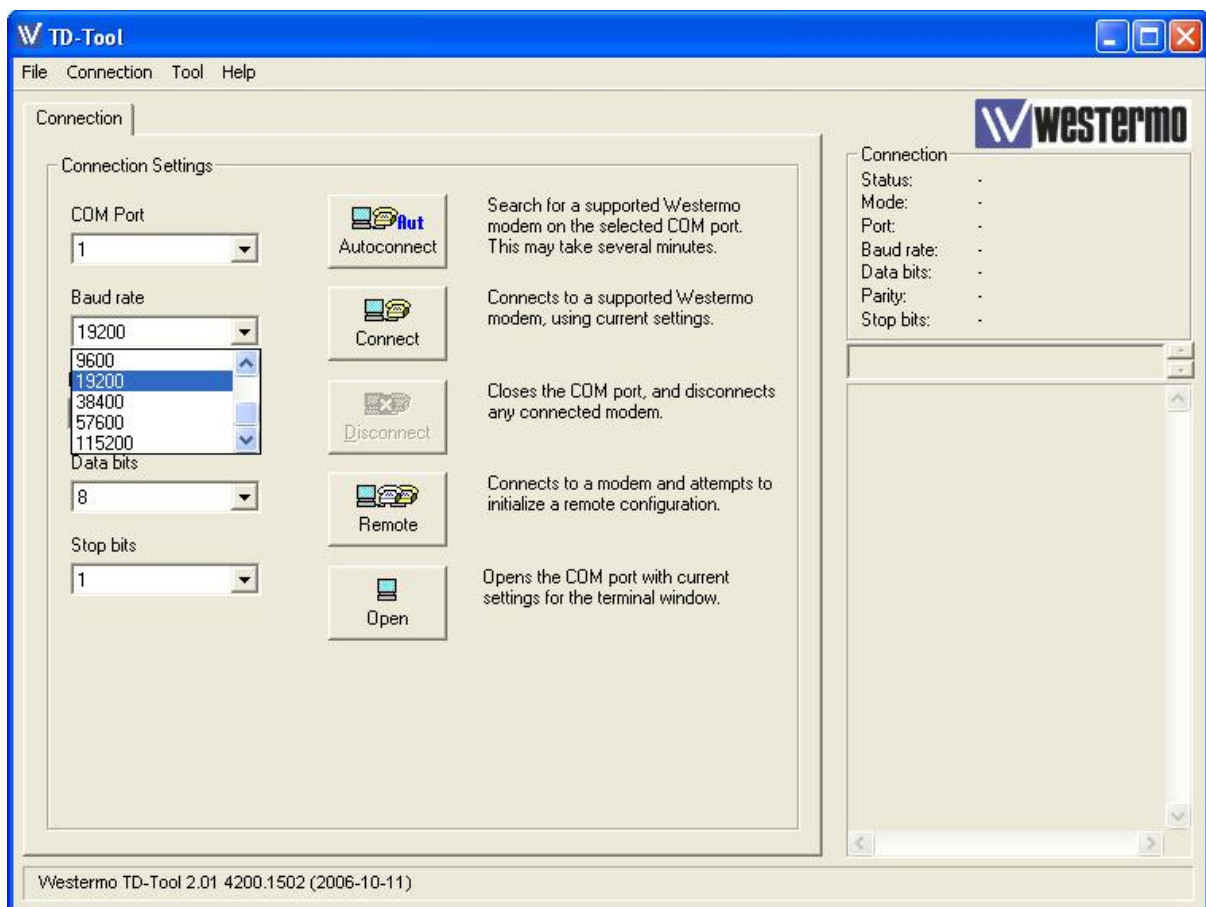 TD-Tool
File Connection Tool Help
Connection
westermo
Connection Settings
COM Port
1
Baud rate
19200
9600
19200
38400
57600
115200
Data bits
8
Stop bits
1
Aut
Autoconnect
Search for a supported Westermo
modem on the selected COM port.
This may take several minutes.
Connect
Connects to a supported Westermo
modem, using current settings.
Disconnect
Closes the COM port, and disconnects
any connected modem.
Remote
Connects to a modem and attempts to
initialize a remote configuration.
Open
Opens the COM port with current
settings for the terminal window.
Connection
Status: -
Mode: -
Port: -
Baud rate: -
Data bits: -
Parity: -
Stop bits: -
Westermo TD-Tool 2.01 4200.1502 (2006-10-11)